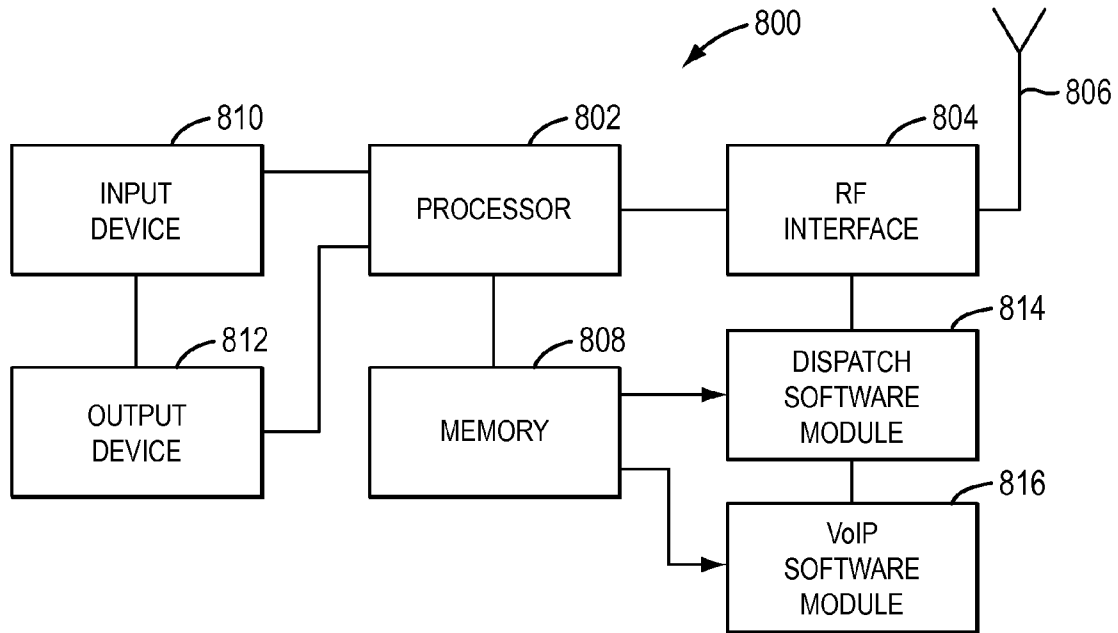 800
806
810
802
804
INPUT
DEVICE
PROCESSOR
RF
INTERFACE
812
808
814
OUTPUT
DEVICE
MEMORY
DISPATCH
SOFTWARE
MODULE
816
VoIP
SOFTWARE
MODULE